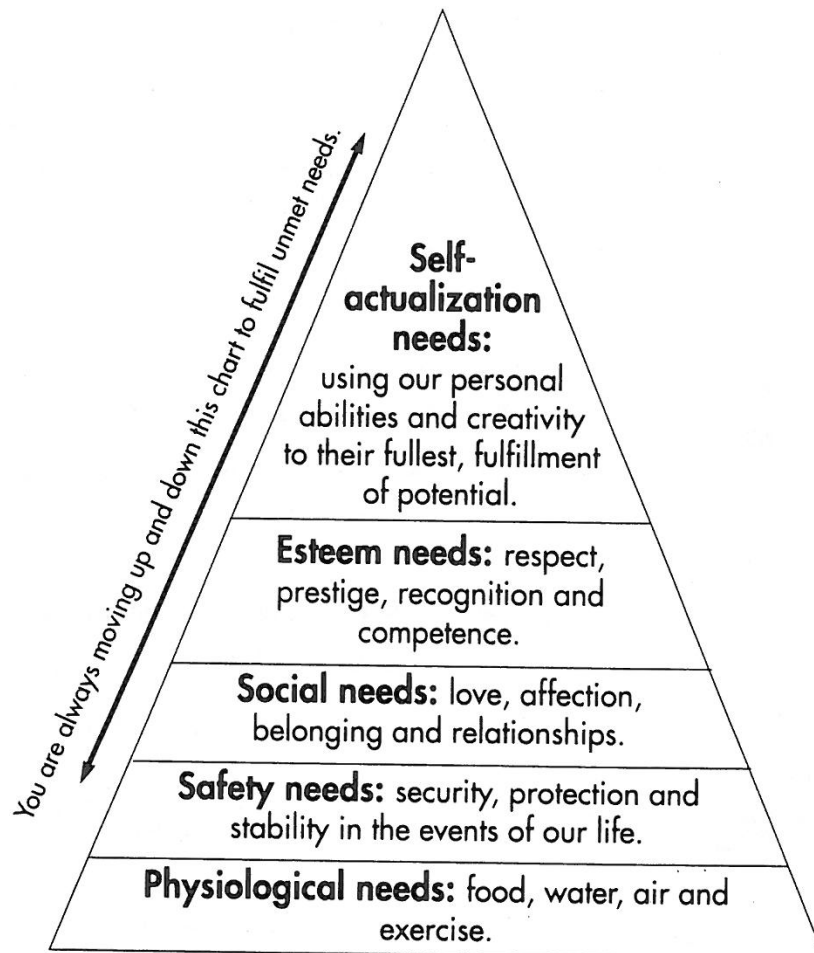 You are always moving up and down this chart to fulfil unmet needs.
Self-
actualization
needs:
using our personal
abilities and creativity
to their fullest, fulfillment
of potential.
Esteem needs: respect,
prestige, recognition and
competence.
Social needs: love, affection,
belonging and relationships.
Safety needs: security, protection and
stability in the events of our life.
Physiological needs: food, water, air and
exercise.